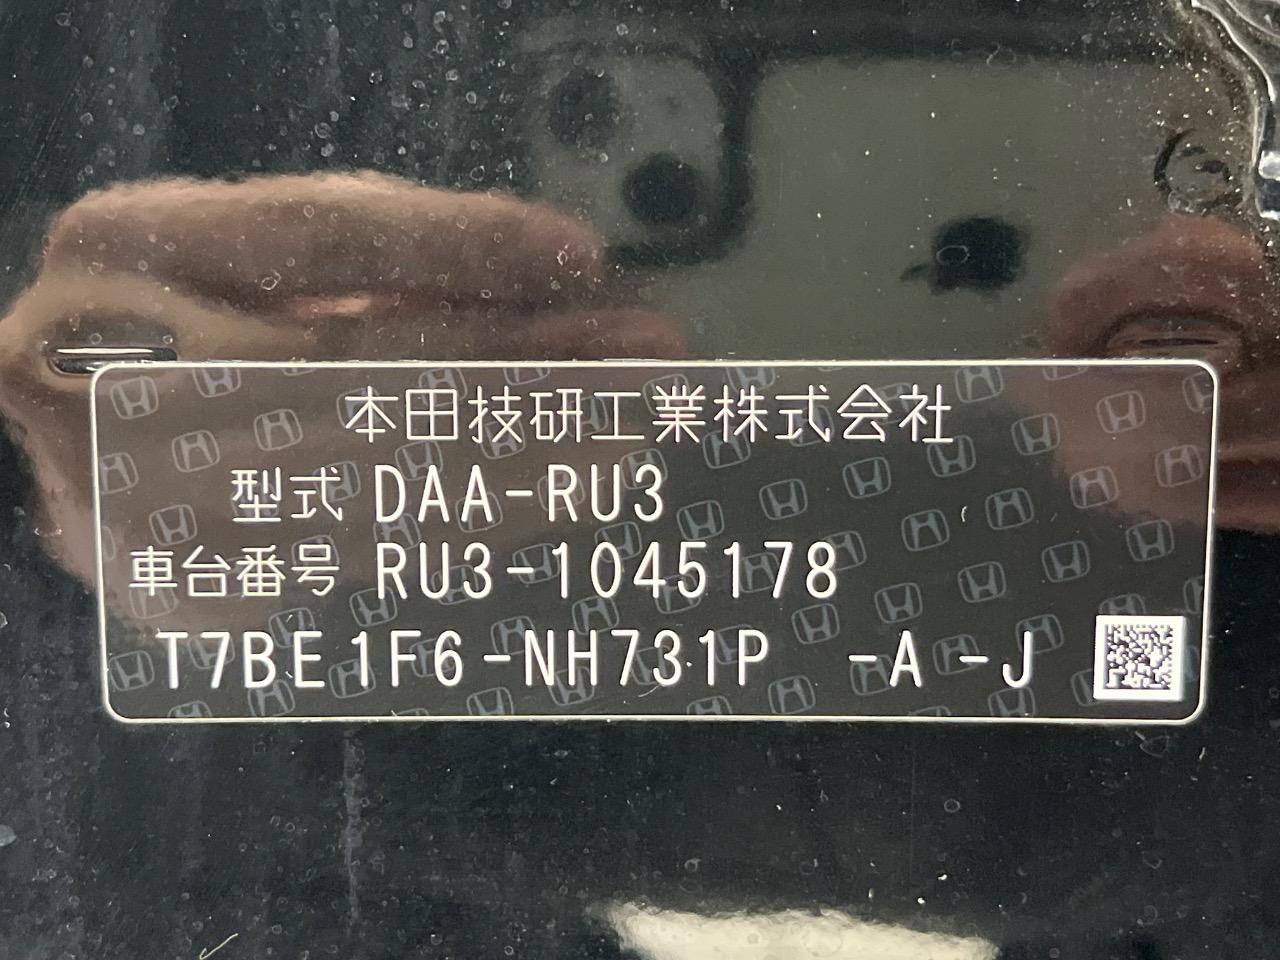 本田技研工業株式会社
型式 DAA-RU3
車台番号 RU3-1045178
T7BE1F6-NH731P -A -J